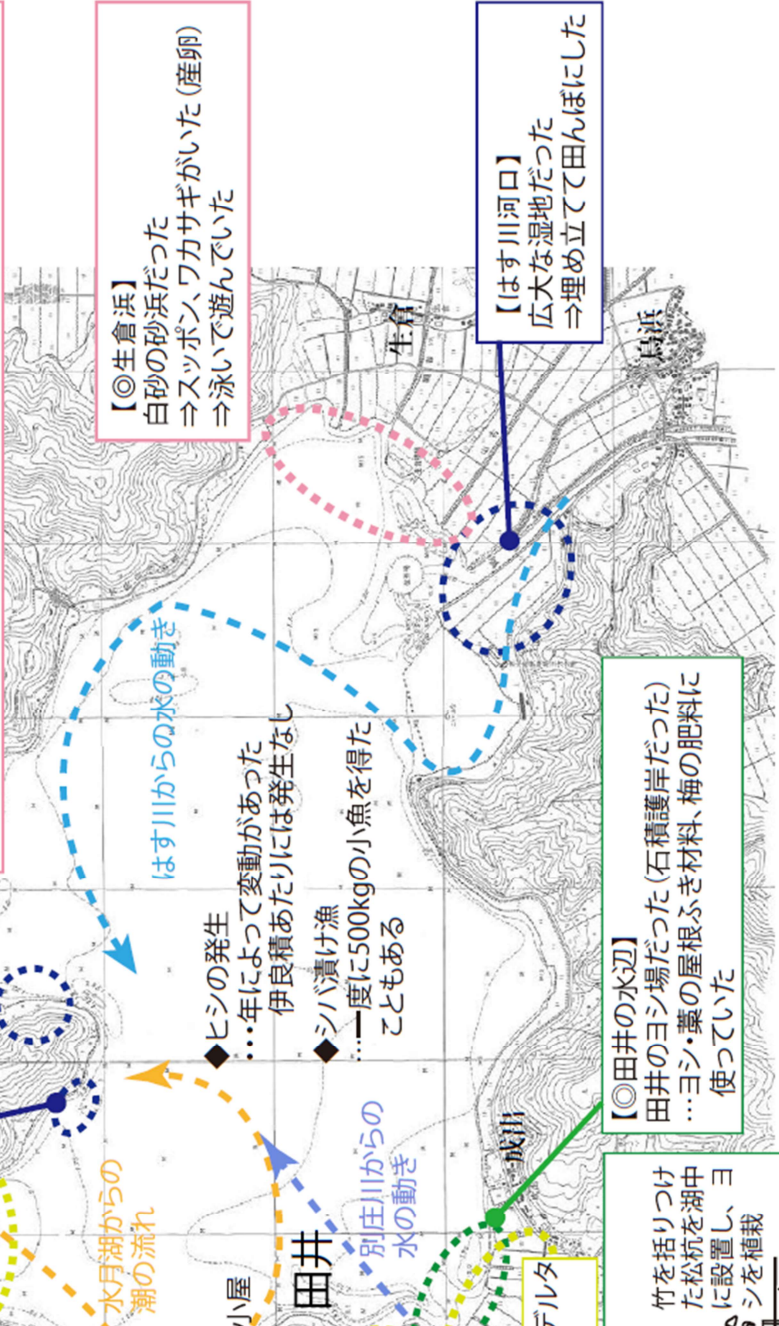 【◎生倉浜】
白砂の砂浜だった
⇒スッポン、ワカサギがいた（産卵）
⇒泳いで遊んでいた
【はす川河口】
広大な湿地だった
⇒埋め立てて田んぼにした
生倉
鳥浜
はす川からの水の動き
◆ヒシの発生
…年によって変動があった
伊良積あたりには発生なし
◆シバ漬け漁
…一度に500kgの小魚を得た
こともある
【◎田井の水辺】
田井のヨシ場だった（石積護岸だった）
…ヨシ・藁の屋根ふき材料、梅の肥料に
使っていた
水月湖からの
潮の流れ
別庄川からの
水の動き
成出
田井
小屋
デルタ
竹を括りつけ
た松杭を湖中
に設置し、ヨ
シを植栽